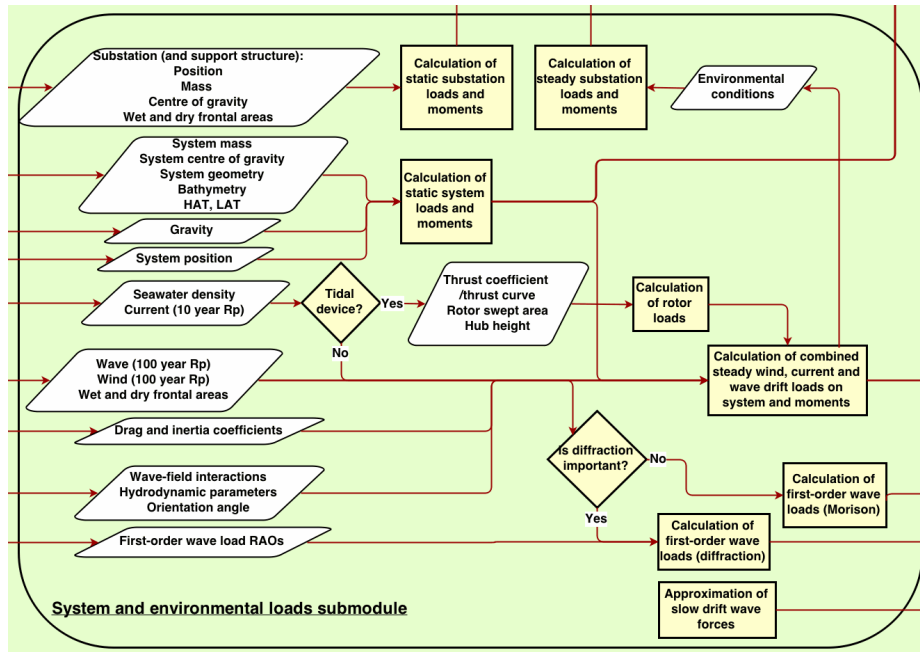 Substation (and support structure):
Position
Mass
Centre of gravity
Wet and dry frontal areas
Calculation of
static substation
loads and
moments
Calculation of
steady substation
loads and
moments
Environmental
conditions
System mass
System centre of gravity
System geometry
Bathymetry
HAT, LAT
Calculation of
static system
loads and
moments
Gravity
System position
Seawater density
Current (10 year Rp)
Tidal
device?
Yes
No
Thrust coefficient
/thrust curve
Rotor swept area
Hub height
Calculation
of rotor
loads
Wave (100 year Rp)
Wind (100 year Rp)
Wet and dry frontal areas
Calculation of combined
steady wind, current and
wave drift loads on
system and moments
Drag and inertia coefficients
Is diffraction
important?
No
Yes
Wave-field interactions
Hydrodynamic parameters
Orientation angle
Calculation of
first-order wave
loads (Morison)
First-order wave load RAOs
Calculation of
first-order wave
loads (diffraction)
Approximation of
slow drift wave
forces
System and environmental loads submodule